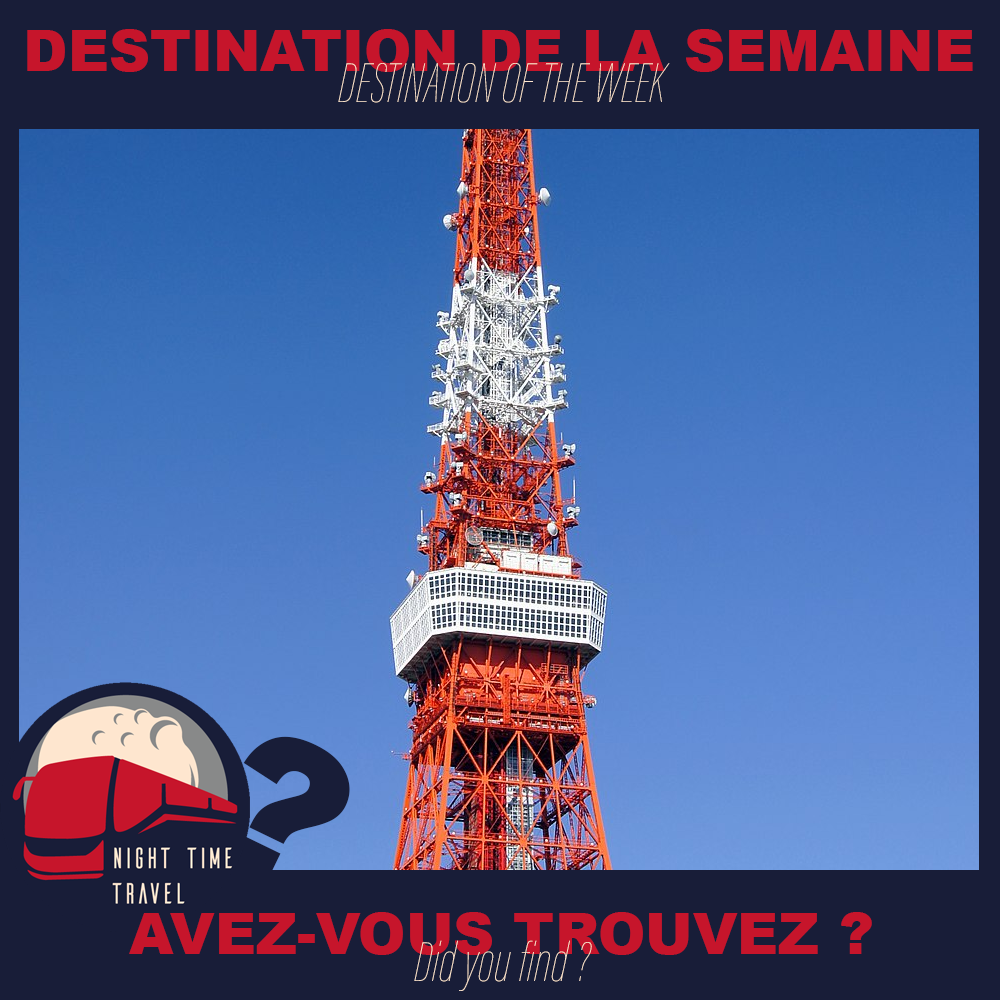 DESTINATION DE LA SEMAINE
DESTINATION OF THE WEEK
NIGHT TIME
TRAVEL
AVEZ-VOUS TROUVEZ ?
Did you find ?